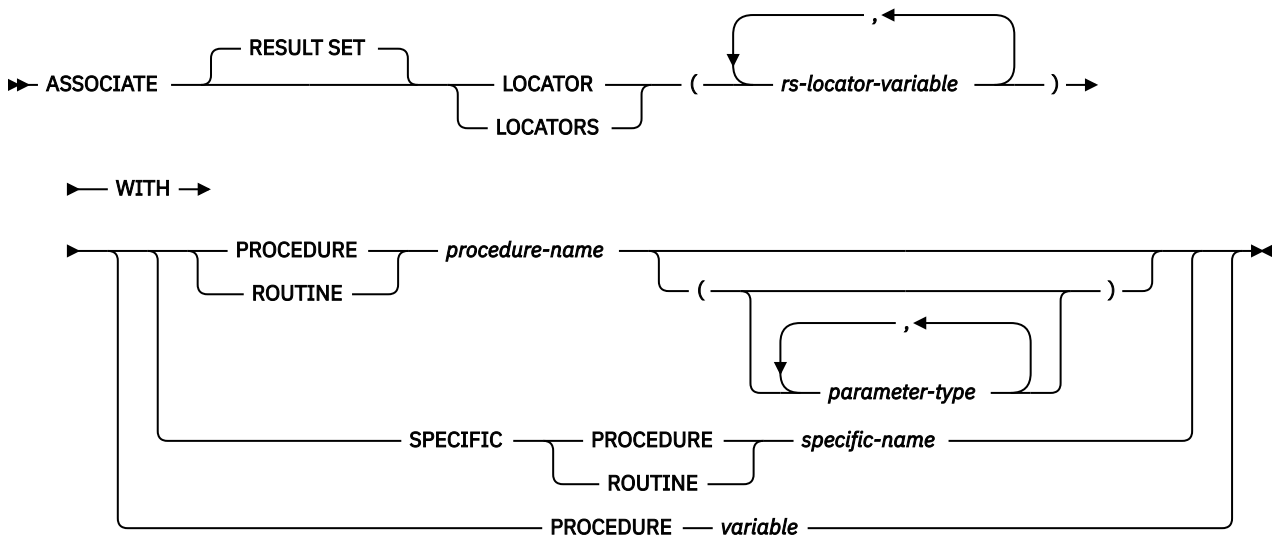 ,
RESULT SET
ASSOCIATE LOCATOR ( rs-locator-variable )
LOCATORS
WITH
PROCEDURE procedure-name
ROUTINE ( )
,
parameter-type
SPECIFIC PROCEDURE specific-name
ROUTINE
PROCEDURE variable